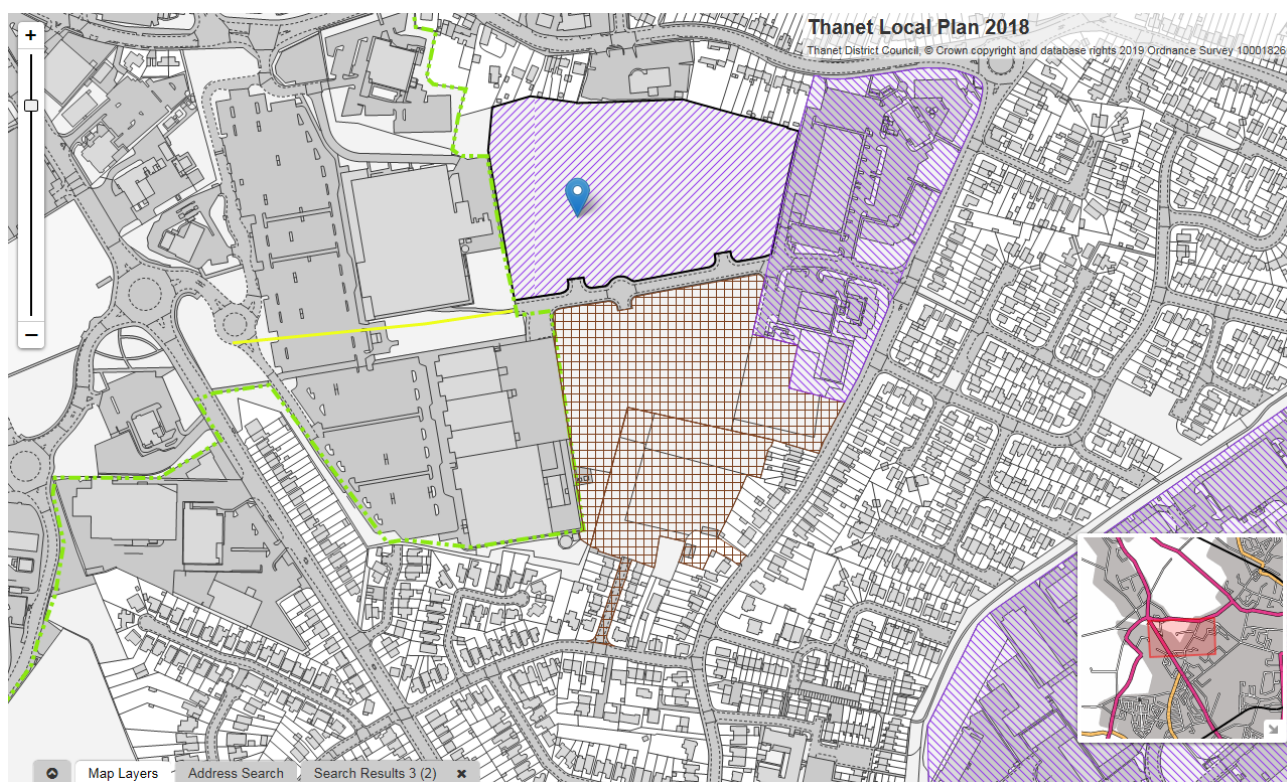 +
Thanet Local Plan 2018
Thanet District Council, © Crown copyright and database rights 2019 Ordnance Survey 10001826
−
Map Layers
Address Search
Search Results 3 (2)